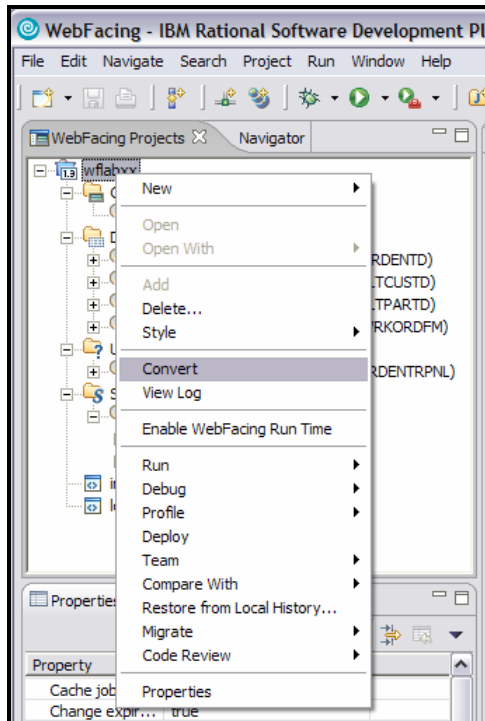 WebFacing - IBM Rational Software Development Pl
File Edit Navigate Search Project Run Window Help
WebFacing Projects Navigator
1.3 wflabxx
New
Open
Open With
RDENTD)
Add
TCUSTD)
Delete...
TPARTD)
Style
RKORDFM)
Convert
RDENTRPNL)
View Log
Enable WebFacing Run Time
Run
Debug
Profile
Deploy
Team
Compare With
Restore from Local History...
Migrate
Code Review
Properties
Properties
Property
Cache job
Change expir... true